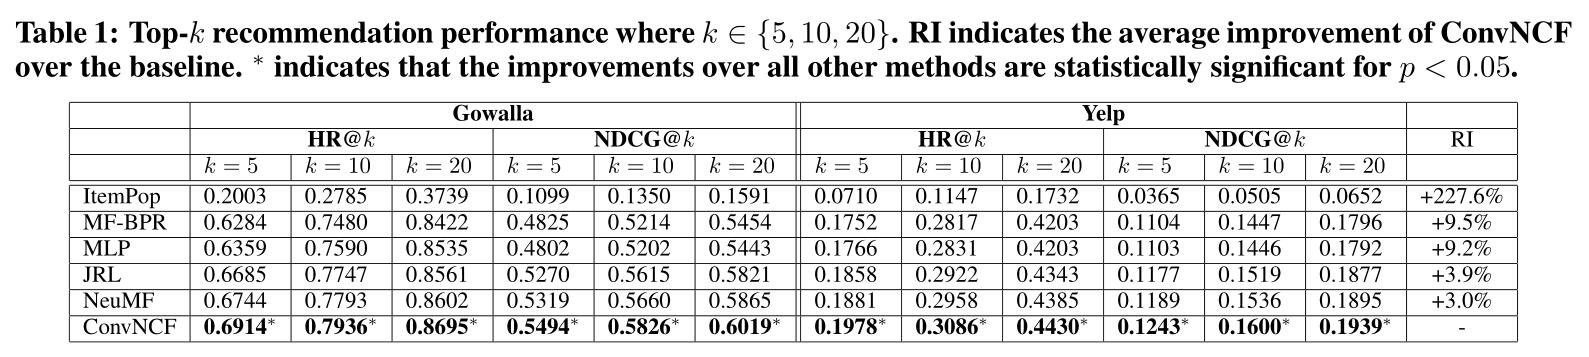 Table 1: Top-k recommendation performance where k ∈ {5, 10, 20}. RI indicates the average improvement of ConvNCF
over the baseline. * indicates that the improvements over all other methods are statistically significant for p < 0.05.
Gowalla Yelp
HR@k NDCG@k HR@k NDCG@k RI
k = 5 k = 10 k = 20 k = 5 k = 10 k = 20 k = 5 k = 10 k = 20 k = 5 k = 10 k = 20
ItemPop 0.2003 0.2785 0.3739 0.1099 0.1350 0.1591 0.0710 0.1147 0.1732 0.0365 0.0505 0.0652 +227.6%
MF-BPR 0.6284 0.7480 0.8422 0.4825 0.5214 0.5454 0.1752 0.2817 0.4203 0.1104 0.1447 0.1796 +9.5%
MLP 0.6359 0.7590 0.8535 0.4802 0.5202 0.5443 0.1766 0.2831 0.4203 0.1103 0.1446 0.1792 +9.2%
JRL 0.6685 0.7747 0.8561 0.5270 0.5615 0.5821 0.1858 0.2922 0.4343 0.1177 0.1519 0.1877 +3.9%
NeuMF 0.6744 0.7793 0.8602 0.5319 0.5660 0.5865 0.1881 0.2958 0.4385 0.1189 0.1536 0.1895 +3.0%
ConvNCF 0.6914* 0.7936* 0.8695* 0.5494* 0.5826* 0.6019* 0.1978* 0.3086* 0.4430* 0.1243* 0.1600* 0.1939* -